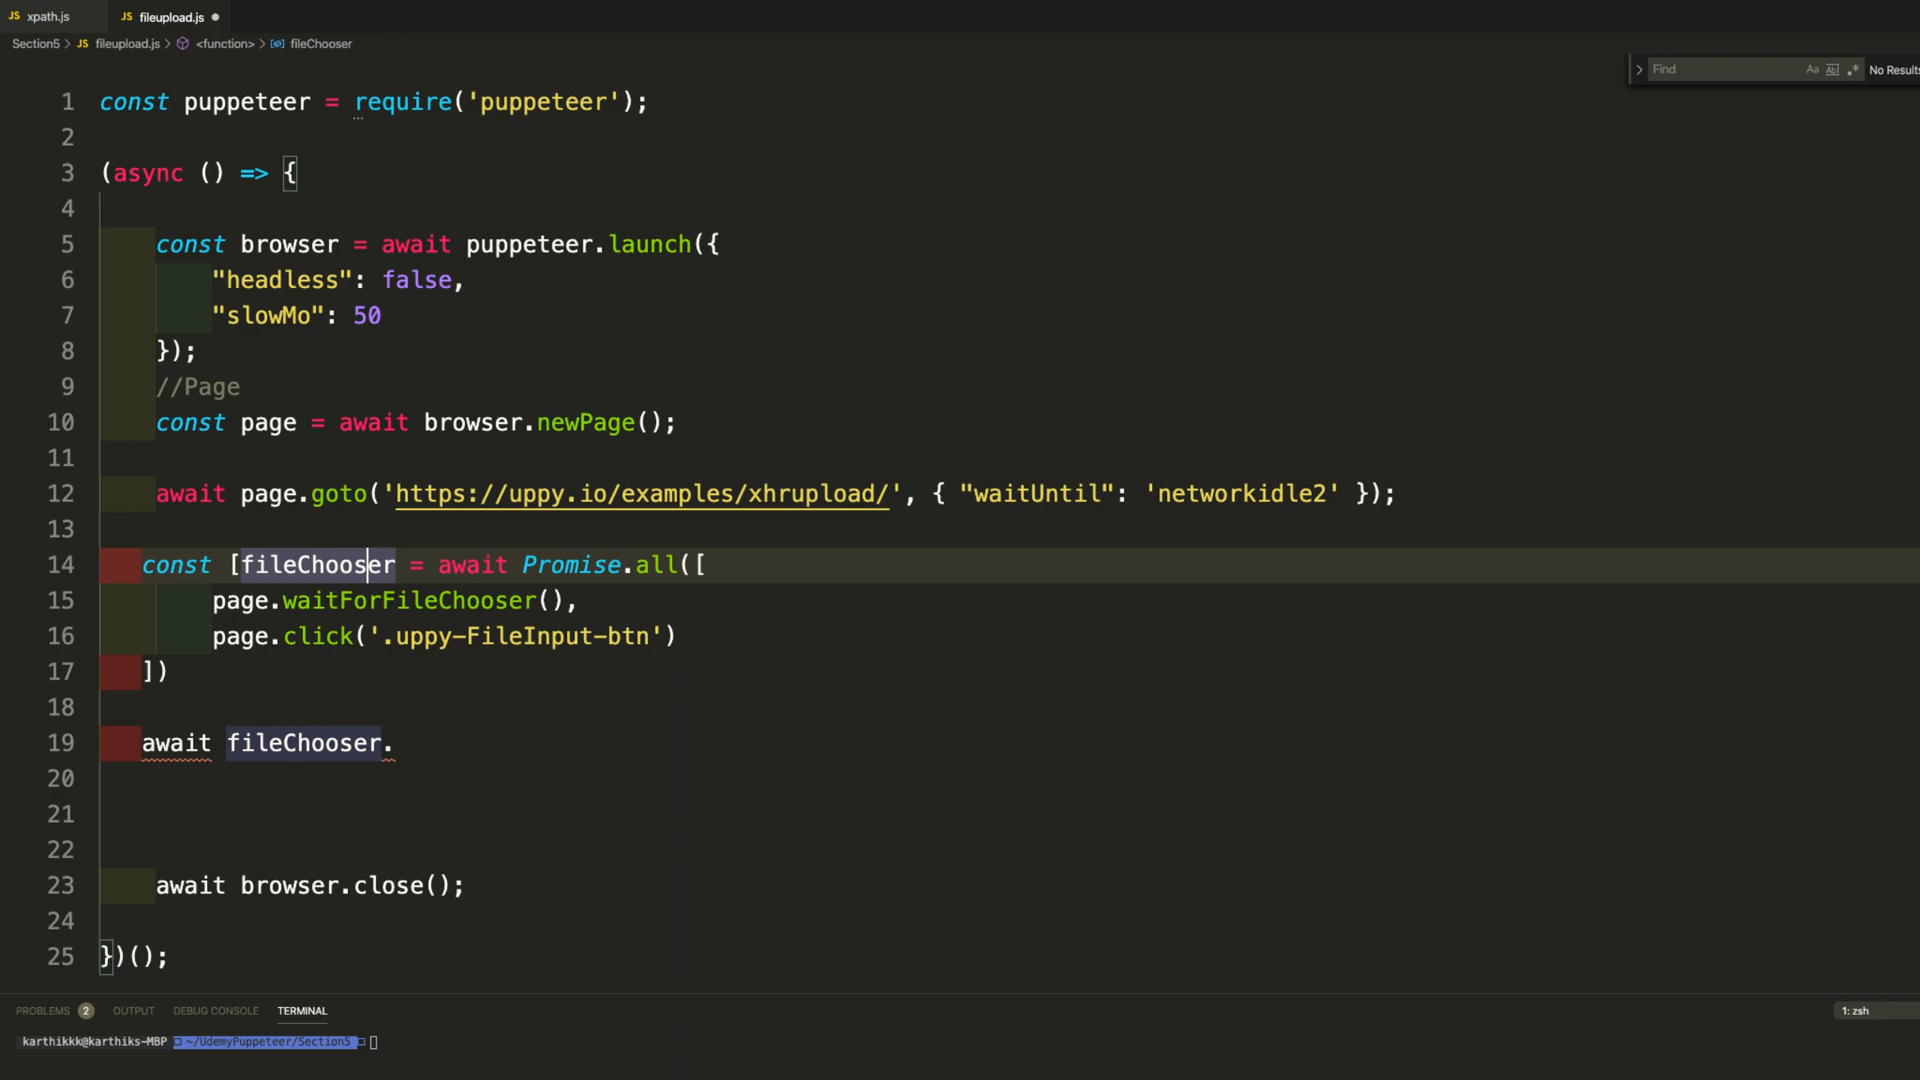 JS xpath.js JS fileupload.js
Section5 > JS fileupload.js > <function> > fileChooser
Find Aa Abl .* No Results
1 const puppeteer = require('puppeteer');
2
3 (async () => {
4
5 const browser = await puppeteer.launch({
6 "headless": false,
7 "slowMo": 50
8 });
9 //Page
10 const page = await browser.newPage();
11
12 await page.goto('https://uppy.io/examples/xhrupload/', { "waitUntil": 'networkidle2' });
13
14 const [fileChooser = await Promise.all([
15 page.waitForFileChooser(),
16 page.click('.uppy-FileInput-btn')
17 ])
18
19 await fileChooser.
20
21
22
23 await browser.close();
24
25 })();
PROBLEMS 2 OUTPUT DEBUG CONSOLE TERMINAL 1: zsh
karthikkk@karthiks-MBP ~/UdemyPuppeteer/Section5